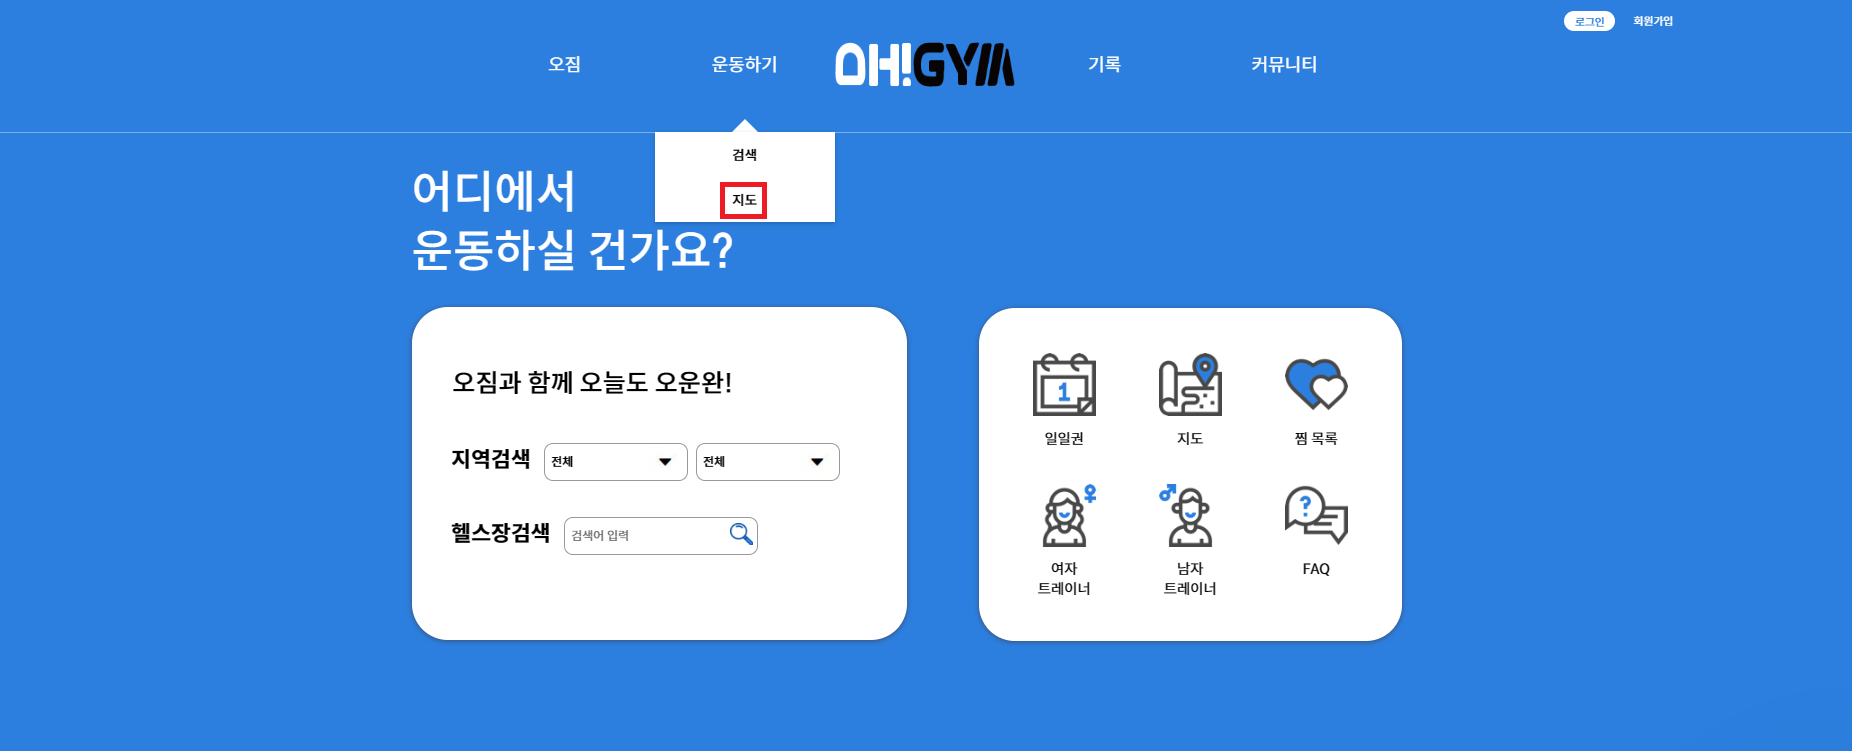 로그인 회원가입
오짐 운동하기 OH!GYM 기록 커뮤니티
검색
지도
어디에서
운동하실 건가요?
오짐과 함께 오늘도 오운완!
지역검색 전체 전체
헬스장검색 검색어 입력
1
일일권 지도 찜 목록
?
여자 남자 FAQ
트레이너 트레이너